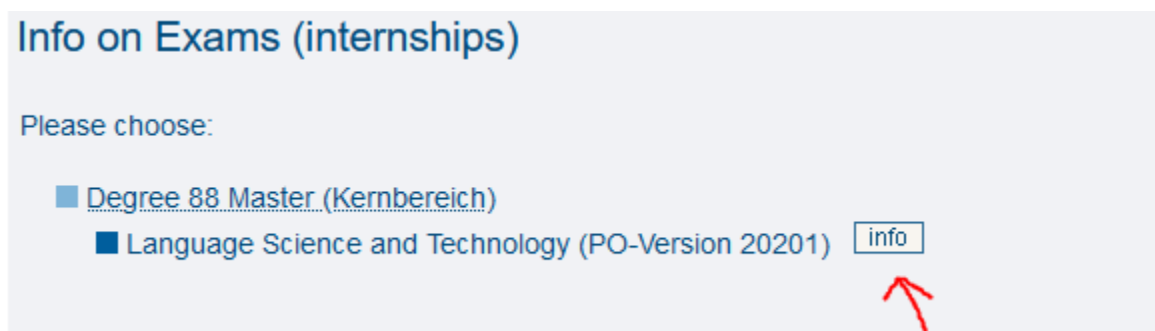 Info on Exams (internships)
Please choose:
Degree 88 Master (Kernbereich)
Language Science and Technology (PO-Version 20201) info